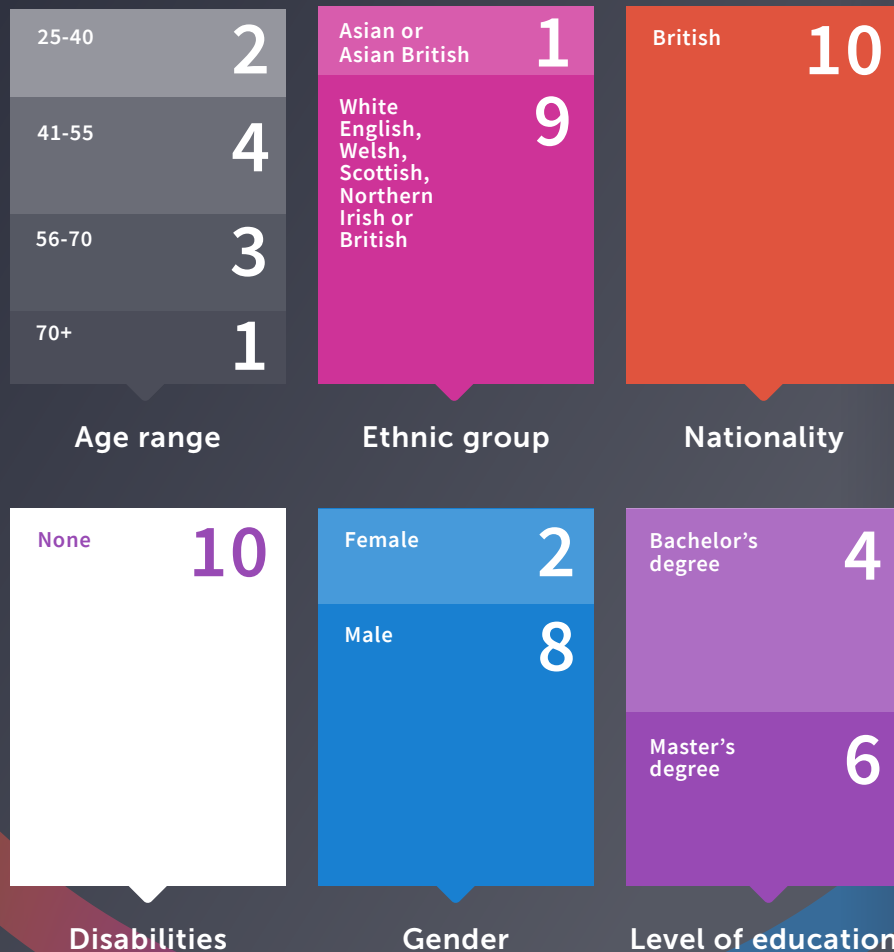 25-40
2
41-55
4
56-70
3
70+
1
Age range
Asian or
Asian British
1
White
English,
Welsh,
Scottish,
Northern
Irish or
British
9
Ethnic group
British
10
Nationality
None
10
Disabilities
Female
2
Male
8
Gender
Bachelor’s
degree
4
Master’s
degree
6
Level of education